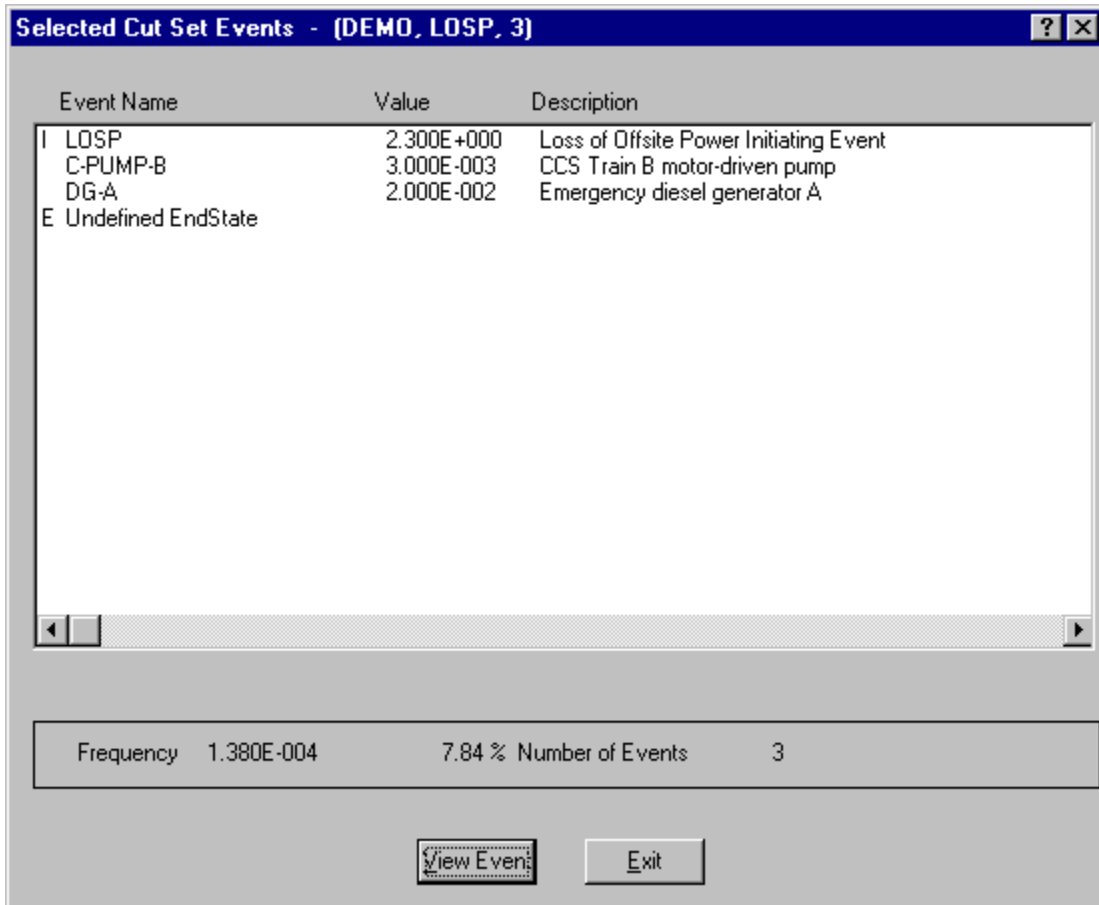 Selected Cut Set Events - (DEMO, LOSP, 3)
Event Name Value Description
I LOSP 2.300E+000 Loss of Offsite Power Initiating Event
C-PUMP-B 3.000E-003 CCS Train B motor-driven pump
DG-A 2.000E-002 Emergency diesel generator A
E Undefined EndState
Frequency 1.380E-004 7.84 % Number of Events 3
View Even
Exit